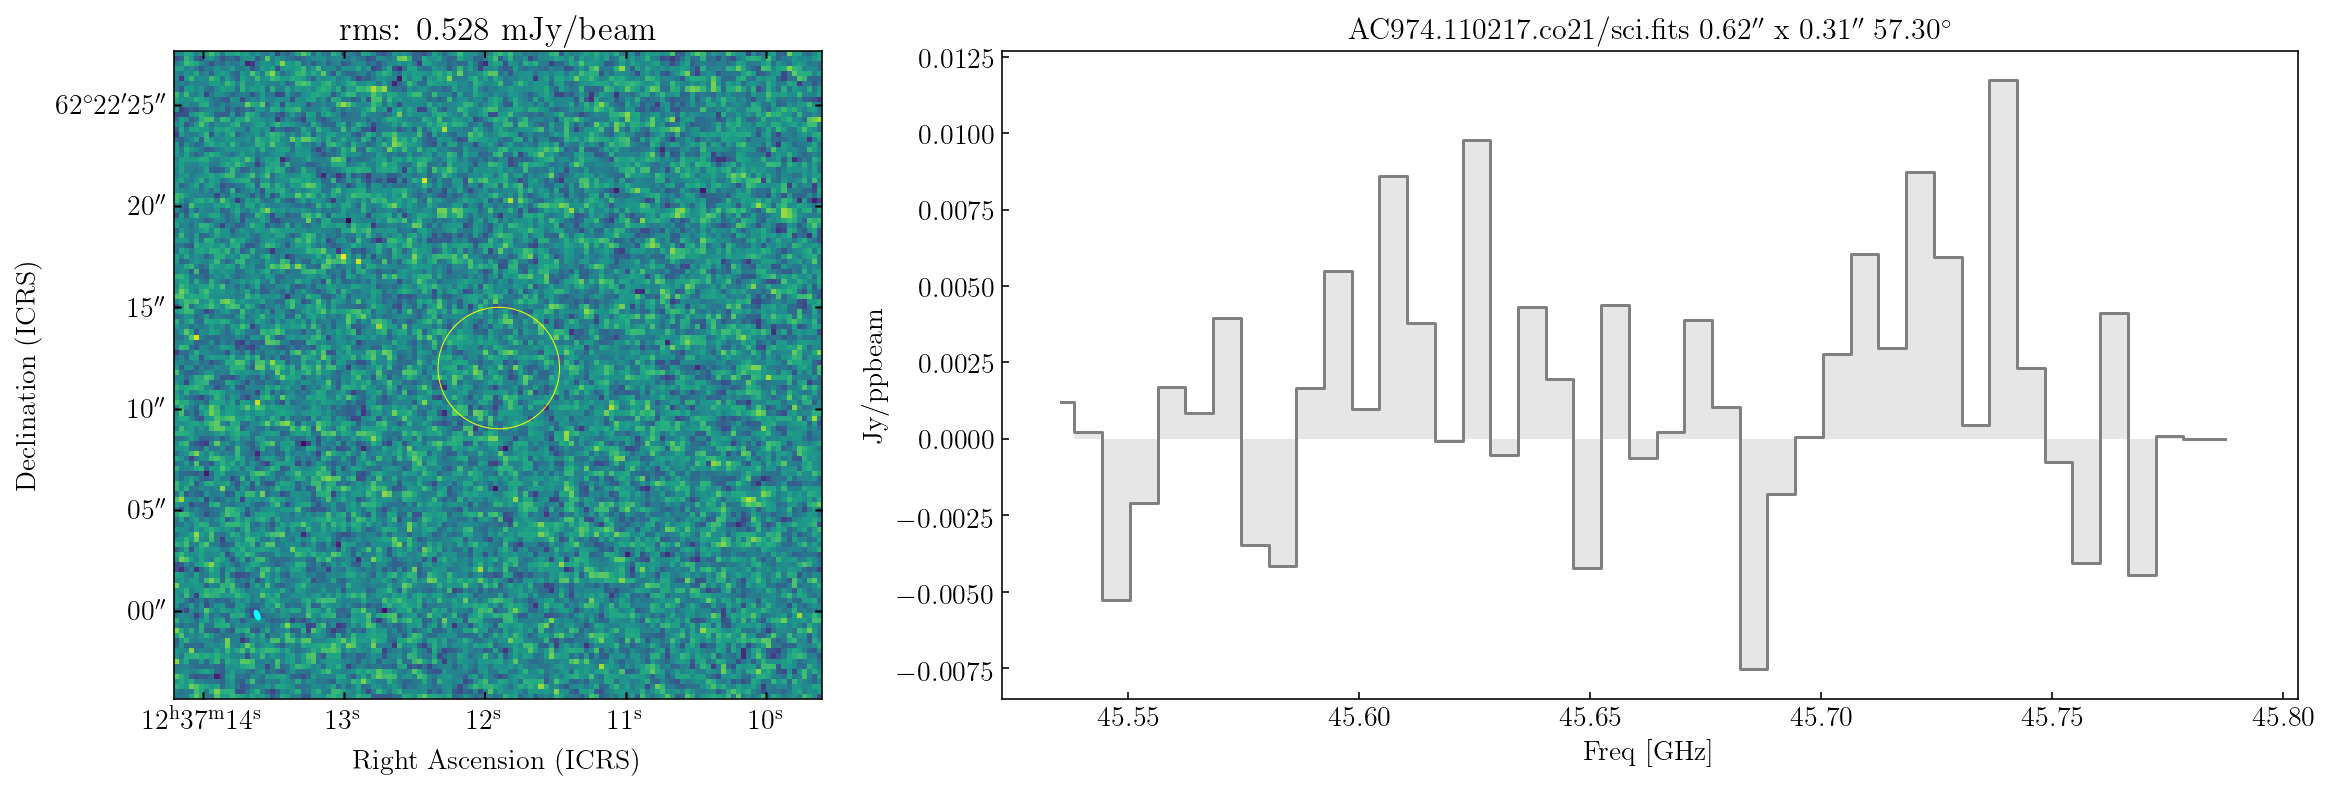 rms: 0.528 mJy/beam
62°22′25″
20″
15″
10″
05″
00″
12ʰ37ᵐ14ˢ 13ˢ 12ˢ 11ˢ 10ˢ
Right Ascension (ICRS)
Declination (ICRS)
AC974.110217.co21/sci.fits 0.62″ x 0.31″ 57.30°
0.0125
0.0100
0.0075
0.0050
0.0025
0.0000
−0.0025
−0.0050
−0.0075
Jy/ppbeam
45.55 45.60 45.65 45.70 45.75 45.80
Freq [GHz]